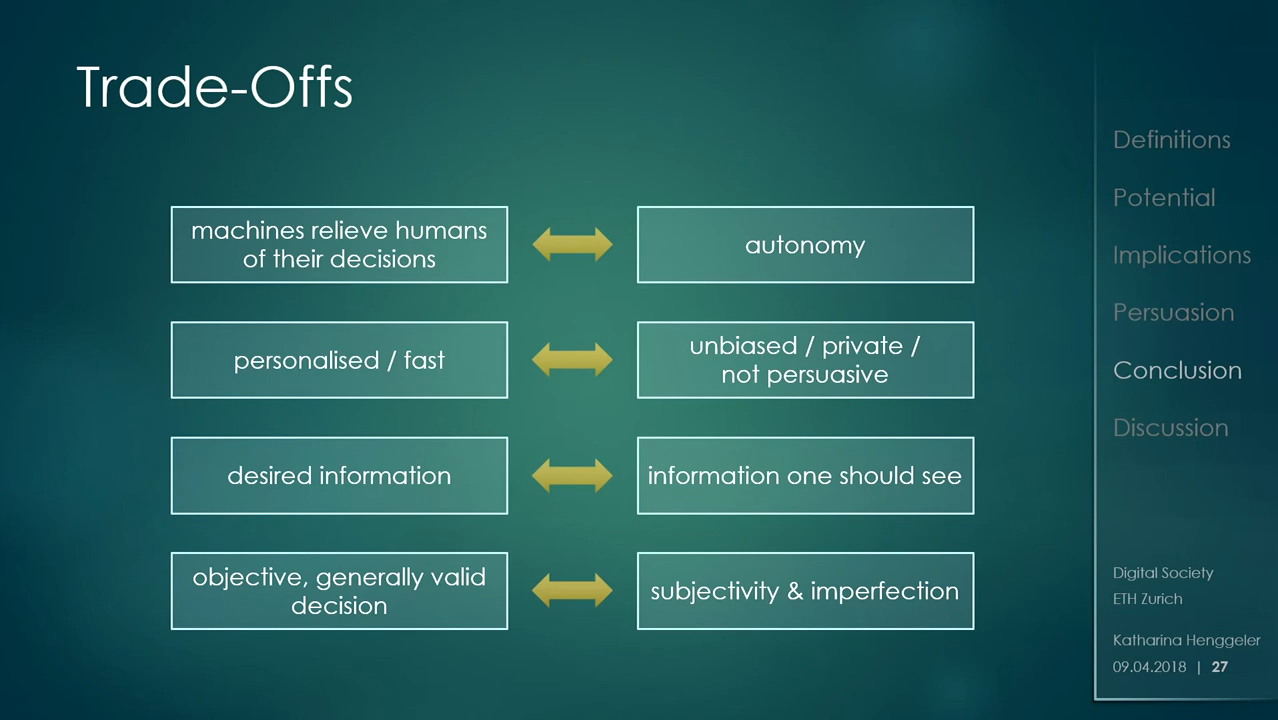 Trade-Offs
machines relieve humans
of their decisions
autonomy
personalised / fast
unbiased / private /
not persuasive
desired information
information one should see
objective, generally valid
decision
subjectivity & imperfection
Definitions
Potential
Implications
Persuasion
Conclusion
Discussion
Digital Society
ETH Zurich
Katharina Henggeler
09.04.2018 | 27